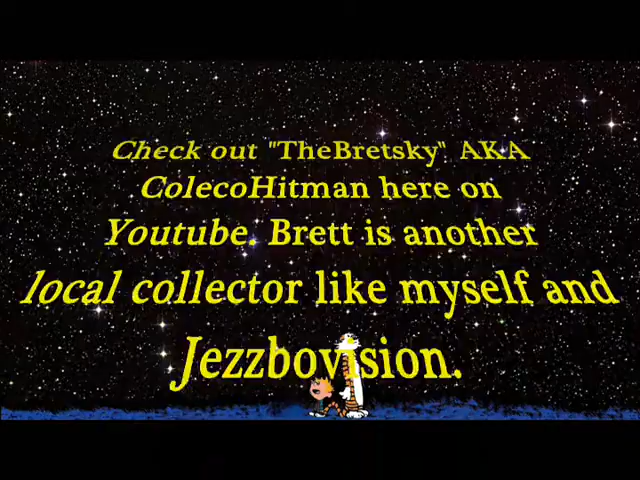 Check out "TheBretsky" AKA
ColecoHitman here on
Youtube. Brett is another
local collector like myself and
Jezzbovision.